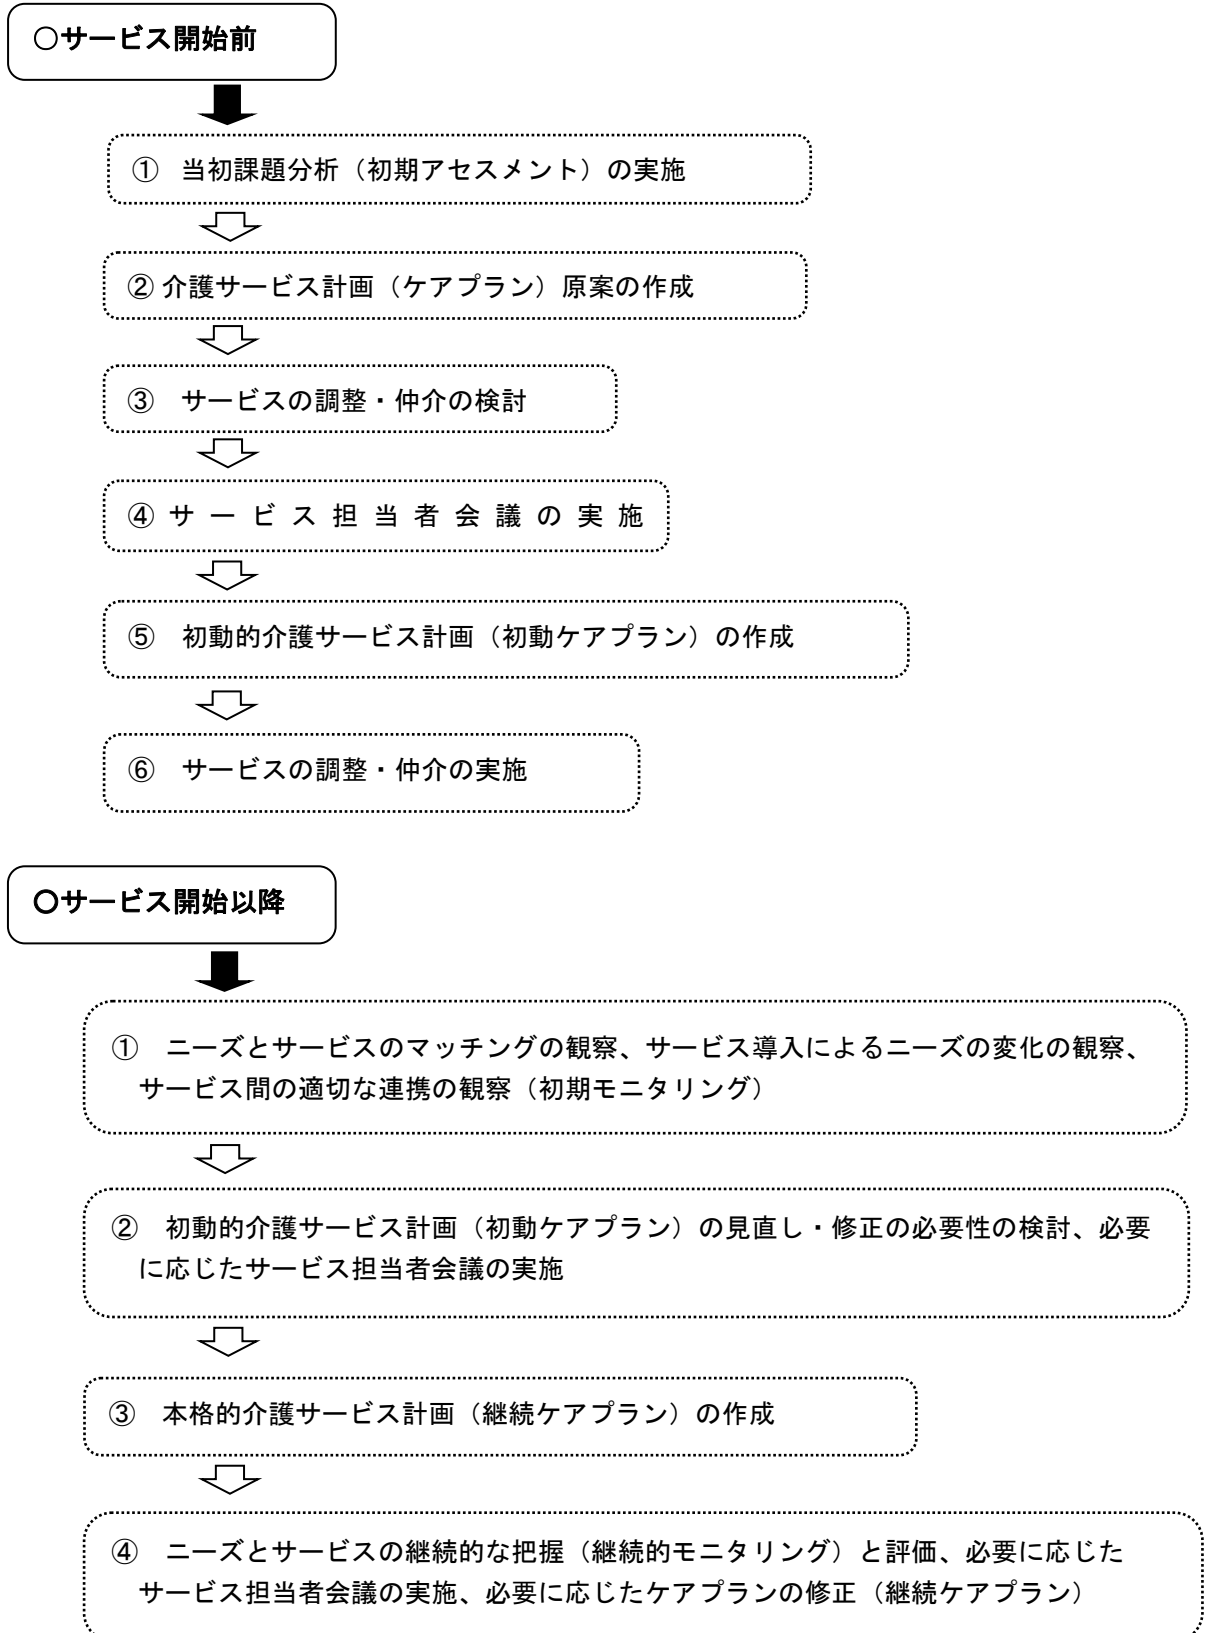 ○サービス開始前
① 当初課題分析（初期アセスメント）の実施
② 介護サービス計画（ケアプラン）原案の作成
③ サービスの調整・仲介の検討
④ サービス担当者会議の実施
⑤ 初動的介護サービス計画（初動ケアプラン）の作成
⑥ サービスの調整・仲介の実施
○サービス開始以降
① ニーズとサービスのマッチングの観察、サービス導入によるニーズの変化の観察、
サービス間の適切な連携の観察（初期モニタリング）
② 初動的介護サービス計画（初動ケアプラン）の見直し・修正の必要性の検討、必要
に応じたサービス担当者会議の実施
③ 本格的介護サービス計画（継続ケアプラン）の作成
④ ニーズとサービスの継続的な把握（継続的モニタリング）と評価、必要に応じた
サービス担当者会議の実施、必要に応じたケアプランの修正（継続ケアプラン）